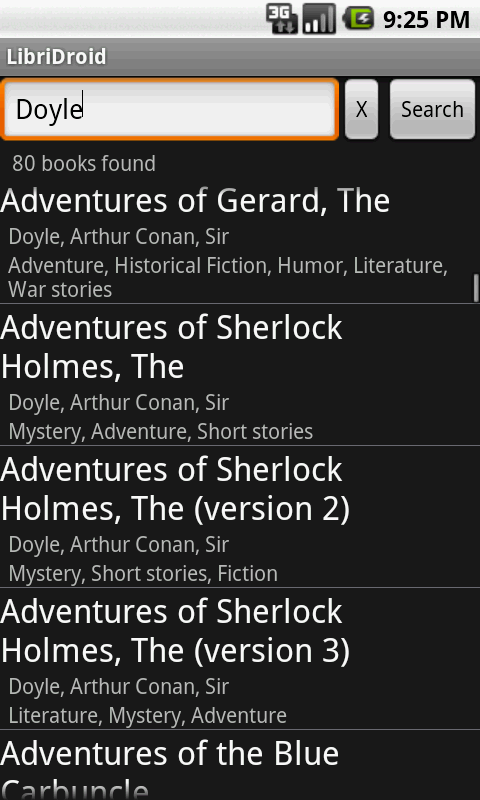 3G 9:25 PM
LibriDroid
Doyle X Search
80 books found
Adventures of Gerard, The
Doyle, Arthur Conan, Sir
Adventure, Historical Fiction, Humor, Literature,
War stories
Adventures of Sherlock
Holmes, The
Doyle, Arthur Conan, Sir
Mystery, Adventure, Short stories
Adventures of Sherlock
Holmes, The (version 2)
Doyle, Arthur Conan, Sir
Mystery, Short stories, Fiction
Adventures of Sherlock
Holmes, The (version 3)
Doyle, Arthur Conan, Sir
Literature, Mystery, Adventure
Adventures of the Blue
Carbuncle